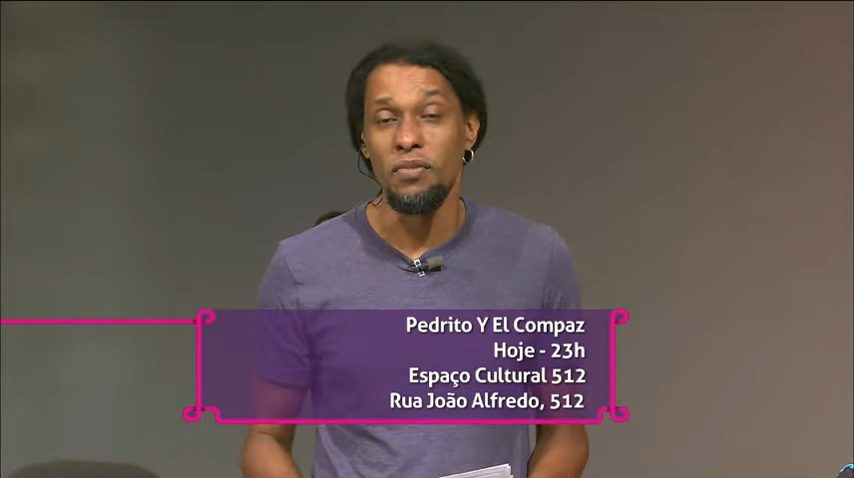 Pedrito Y El Compaz
Hoje - 23h
Espaço Cultural 512
Rua João Alfredo, 512